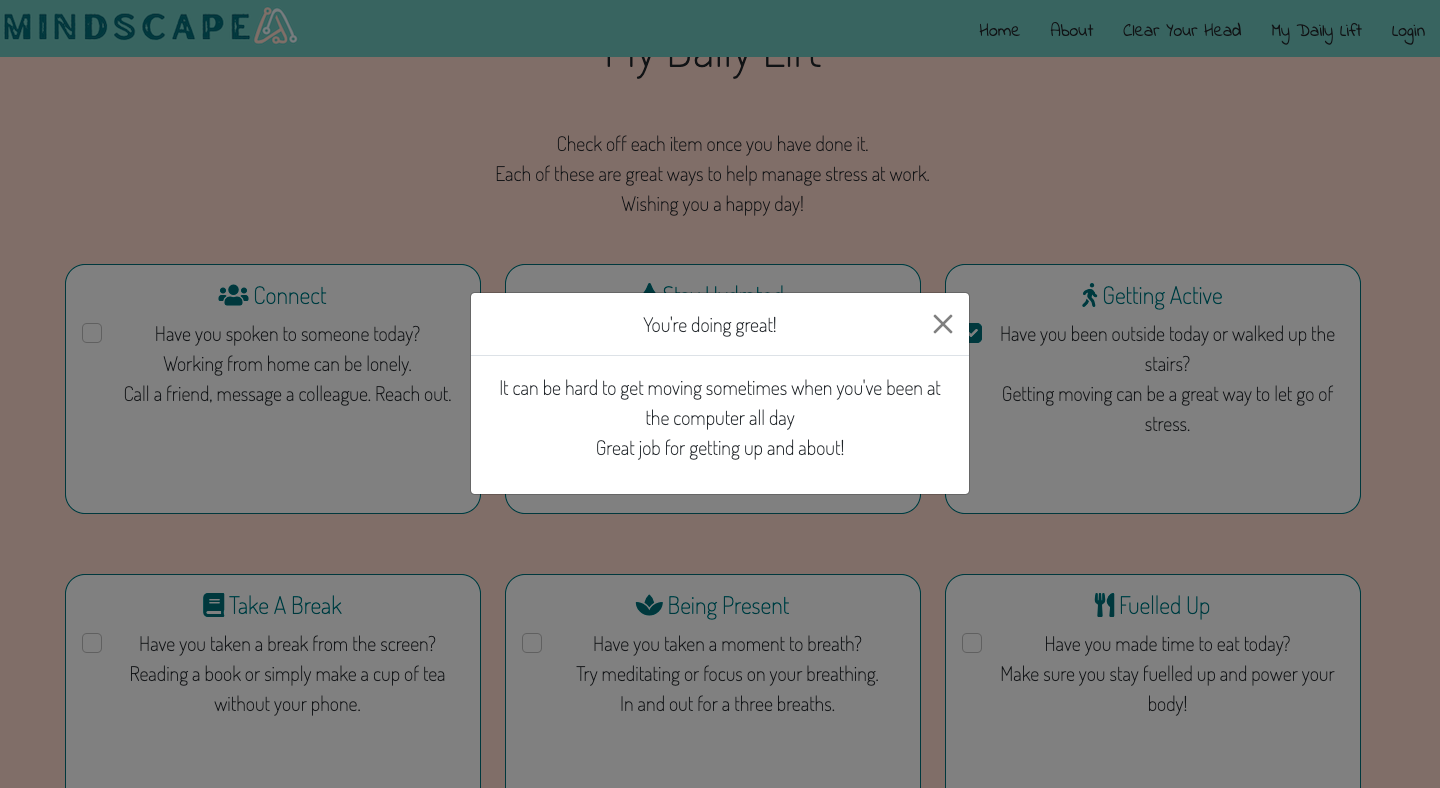 MINDSCAPE
Home About Clear Your Head My Daily Lift Login
My Daily Lift
Check off each item once you have done it.
Each of these are great ways to help manage stress at work.
Wishing you a happy day!
Connect
Have you spoken to someone today?
Working from home can be lonely.
Call a friend, message a colleague. Reach out.
Stay Hydrated
Getting Active
Have you been outside today or walked up the
stairs?
Getting moving can be a great way to let go of
stress.
You're doing great!
It can be hard to get moving sometimes when you've been at
the computer all day
Great job for getting up and about!
Take A Break
Have you taken a break from the screen?
Reading a book or simply make a cup of tea
without your phone.
Being Present
Have you taken a moment to breath?
Try meditating or focus on your breathing.
In and out for a three breaths.
Fuelled Up
Have you made time to eat today?
Make sure you stay fuelled up and power your
body!